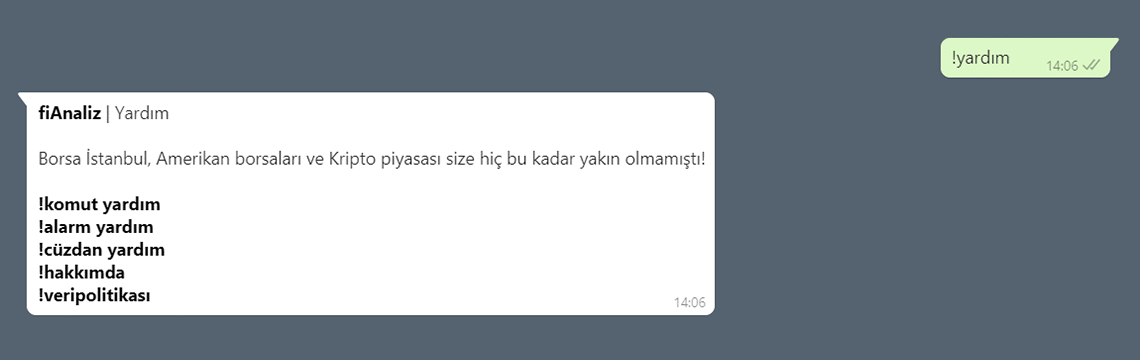 !yardım
14:06
fiAnaliz | Yardım
Borsa İstanbul, Amerikan borsaları ve Kripto piyasası size hiç bu kadar yakın olmamıştı!
!komut yardım
!alarm yardım
!cüzdan yardım
!hakkımda
!veripolitikası
14:06